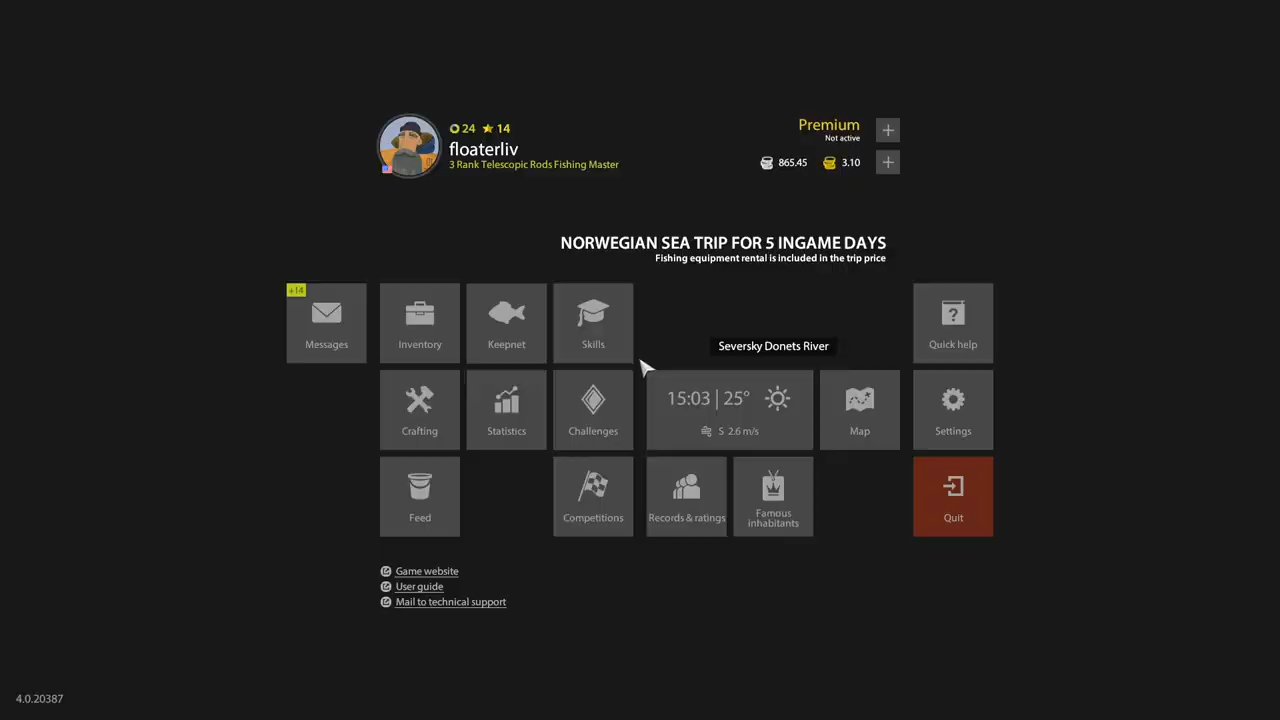 24 14
floaterliv
3 Rank Telescopic Rods Fishing Master
Premium
Not active
865.45 3.10
NORWEGIAN SEA TRIP FOR 5 INGAME DAYS
Fishing equipment rental is included in the trip price
+14
Messages
Inventory
Keepnet
Skills
Seversky Donets River
Quick help
Crafting
Statistics
Challenges
15:03 | 25°
S 2.6 m/s
Map
Settings
Feed
Competitions
Records & ratings
Famous
inhabitants
Quit
Game website
User guide
Mail to technical support
4.0.20387